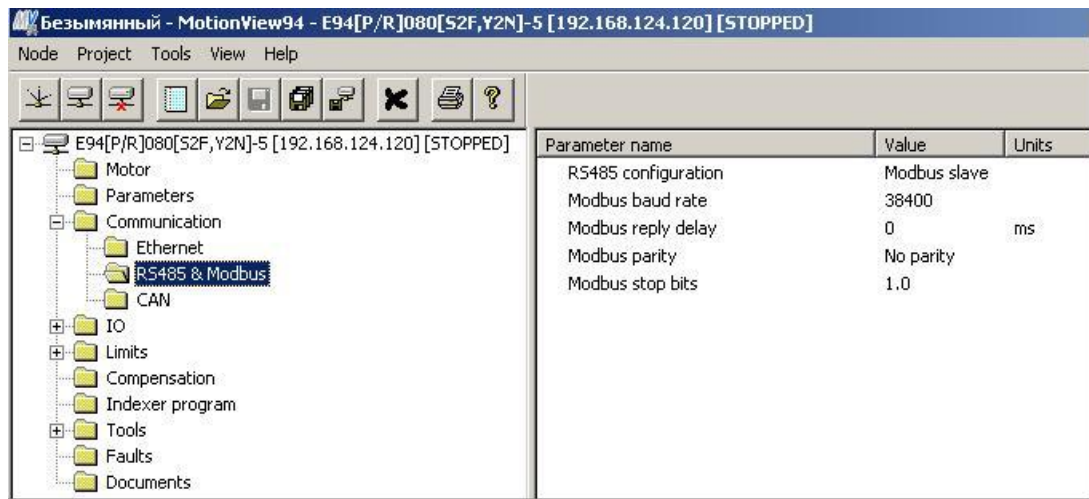 Безымянный - MotionView94 - E94[P/R]080[S2F,Y2N]-5 [192.168.124.120] [STOPPED]
Node Project Tools View Help
E94[P/R]080[S2F,Y2N]-5 [192.168.124.120] [STOPPED]
Motor
Parameters
Communication
Ethernet
RS485 & Modbus
CAN
IO
Limits
Compensation
Indexer program
Tools
Faults
Documents
Parameter name Value Units
RS485 configuration Modbus slave
Modbus baud rate 38400
Modbus reply delay 0 ms
Modbus parity No parity
Modbus stop bits 1.0